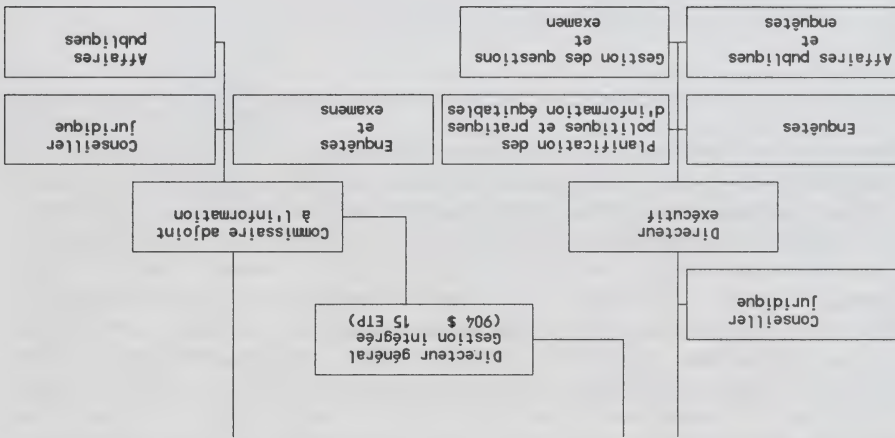 Directeur général
Gestion intégrée
(904 $ 15 ETP)
Conseiller
juridique
Directeur
exécutif
Commissaire adjoint
à l'information
Enquêtes
Planification des
politiques et pratiques
d'information équitables
Enquêtes
et
examens
Conseiller
juridique
Affaires publiques
et
enquêtes
Gestion des questions
et
examen
Affaires
publiques